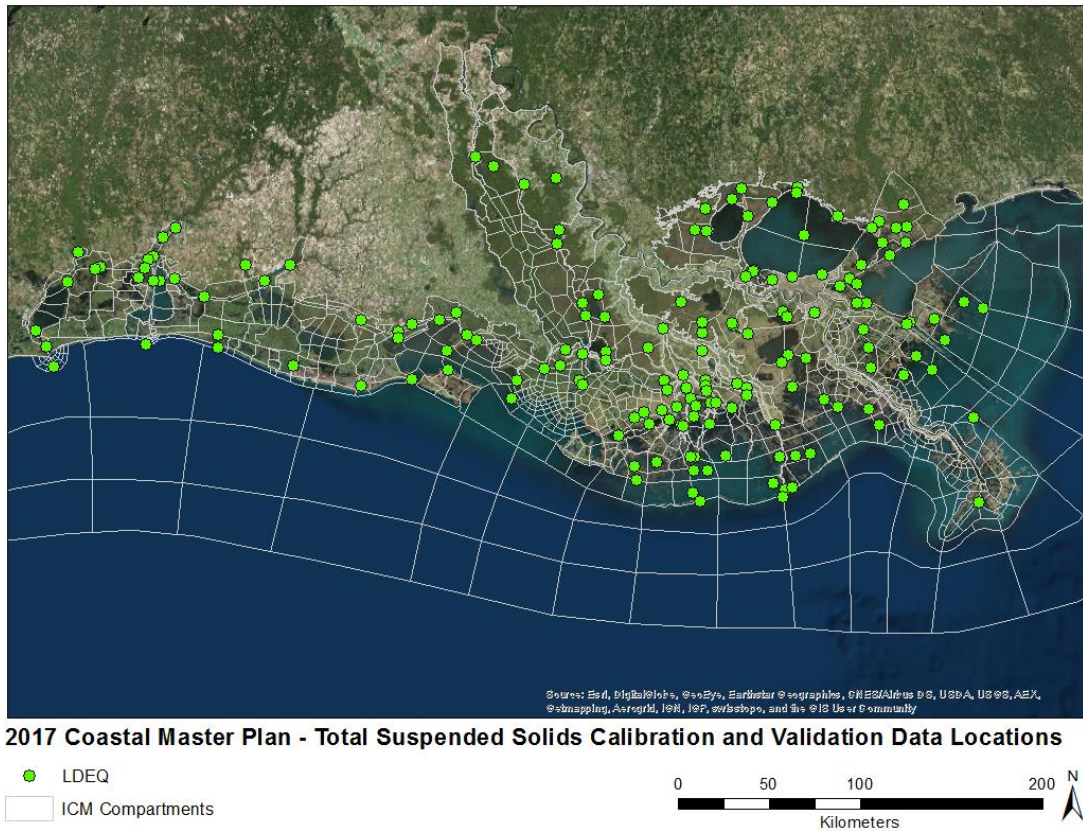 Source: Esri, DigitalGlobe, GeoEye, Earthstar Geographics, CNES/Airbus DS, USDA, USGS, AEX,
Getmapping, Aerogrid, IGN, IGP, swisstopo, and the GIS User Community
2017 Coastal Master Plan - Total Suspended Solids Calibration and Validation Data Locations
LDEQ
ICM Compartments
0 50 100 200
Kilometers
N